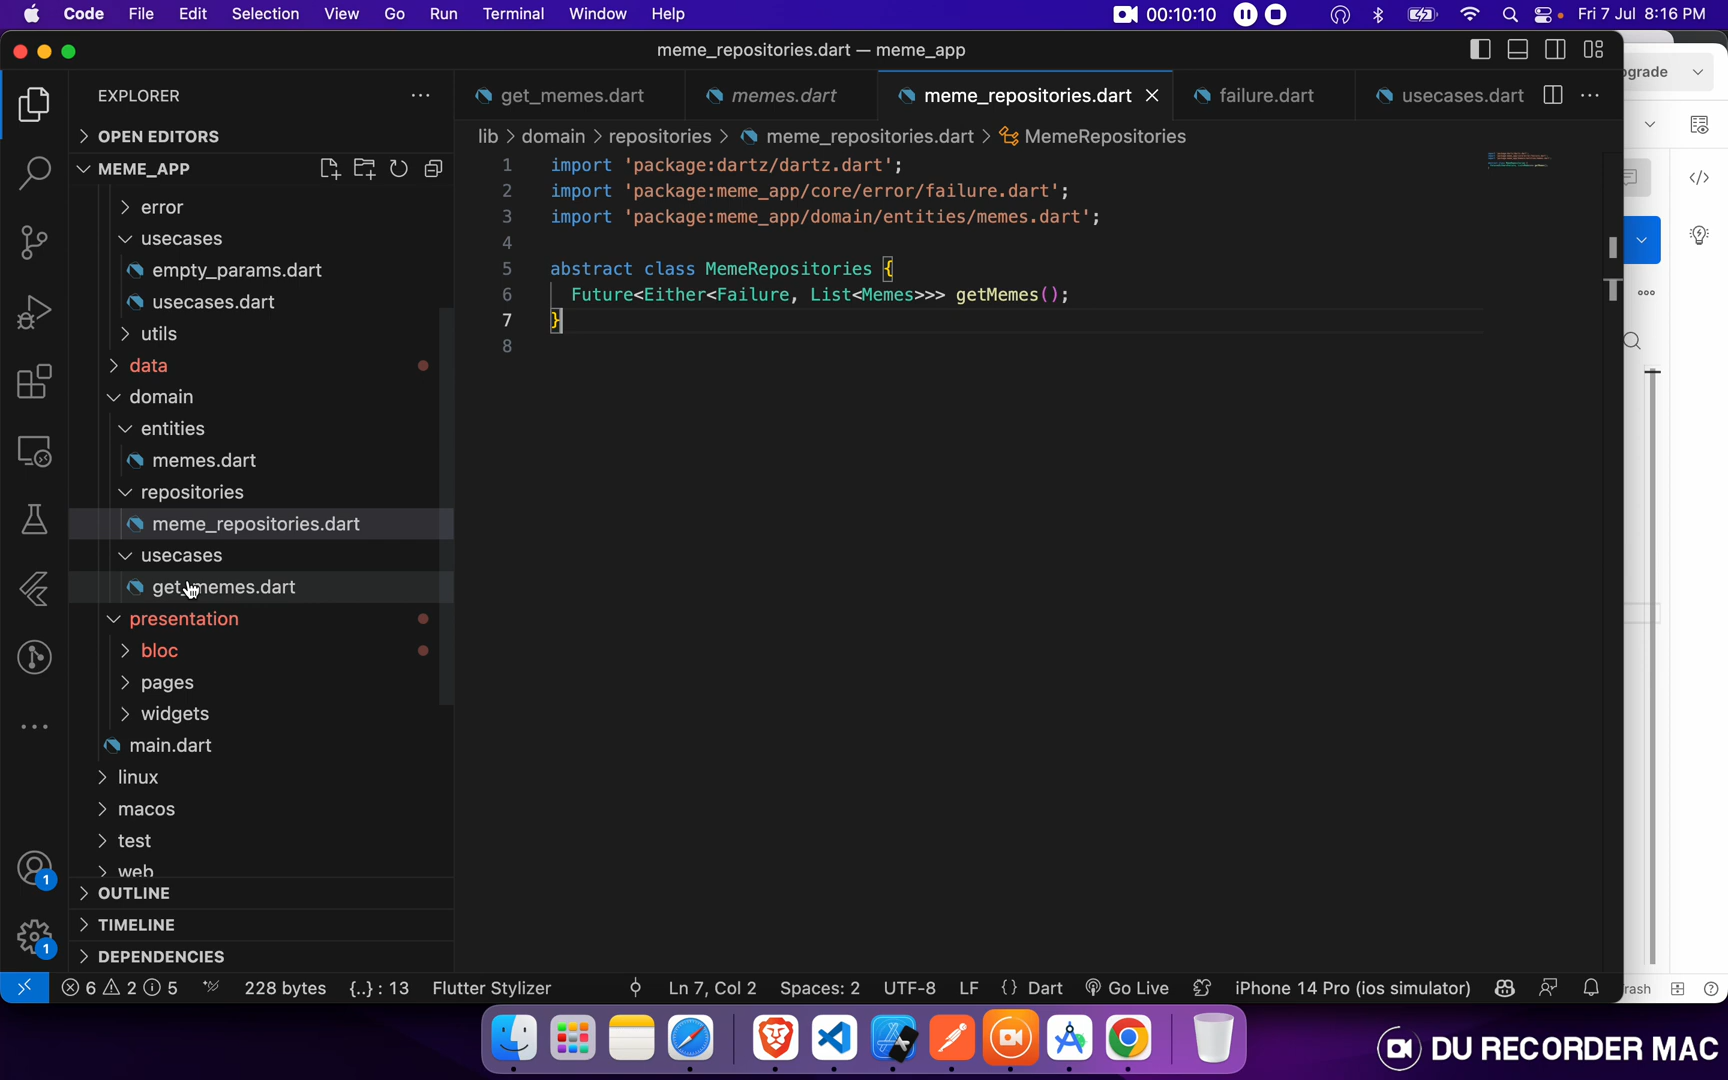 Code File Edit Selection View Go Run Terminal Window Help 00:10:10 Fri 7 Jul 8:16 PM
meme_repositories.dart — meme_app
EXPLORER
OPEN EDITORS
MEME_APP
error
usecases
empty_params.dart
usecases.dart
utils
data
domain
entities
memes.dart
repositories
meme_repositories.dart
usecases
get_memes.dart
presentation
bloc
pages
widgets
main.dart
linux
macos
test
web
OUTLINE
TIMELINE
DEPENDENCIES
1
1
get_memes.dart memes.dart meme_repositories.dart failure.dart usecases.dart
lib > domain > repositories > meme_repositories.dart > MemeRepositories
1 import 'package:dartz/dartz.dart';
2 import 'package:meme_app/core/error/failure.dart';
3 import 'package:meme_app/domain/entities/memes.dart';
4
5 abstract class MemeRepositories {
6 Future<Either<Failure, List<Memes>>> getMemes();
7 }
8
6 2 5 228 bytes {..} : 13 Flutter Stylizer Ln 7, Col 2 Spaces: 2 UTF-8 LF {} Dart Go Live iPhone 14 Pro (ios simulator)
pgrade
rash
DU RECORDER MAC